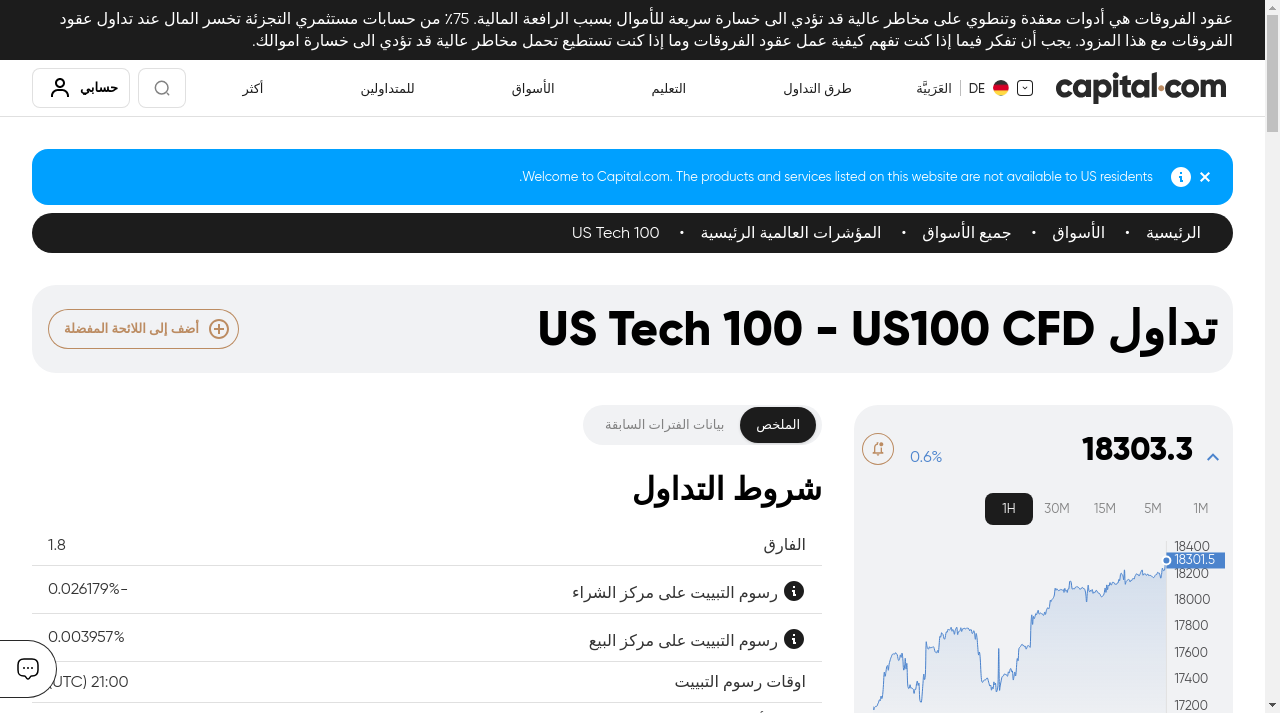 عقود الفروقات هي أدوات معقدة وتنطوي على مخاطر عالية قد تؤدي الى خسارة سريعة للأموال بسبب الرافعة المالية. 75٪ من حسابات مستثمري التجزئة تخسر المال عند تداول عقود
الفروقات مع هذا المزود. يجب أن تفكر فيما إذا كنت تفهم كيفية عمل عقود الفروقات وما إذا كنت تستطيع تحمل مخاطر عالية قد تؤدي الى خسارة اموالك.
capital.com
DE
العَرَبيَّة
طرق التداول
التعليم
الأسواق
للمتداولين
أكثر
حسابي
Welcome to Capital.com. The products and services listed on this website are not available to US residents.
الرئيسية • الأسواق • جميع الأسواق • المؤشرات العالمية الرئيسية • US Tech 100
تداول US Tech 100 - US100 CFD
أضف إلى اللائحة المفضلة
18303.3
0.6%
1M
5M
15M
30M
1H
18400
18301.5
18200
18000
17800
17600
17400
17200
الملخص
بيانات الفترات السابقة
شروط التداول
الفارق
1.8
رسوم التبييت على مركز الشراء
-0.026179%
رسوم التبييت على مركز البيع
0.003957%
اوقات رسوم التبييت
21:00 (UTC)